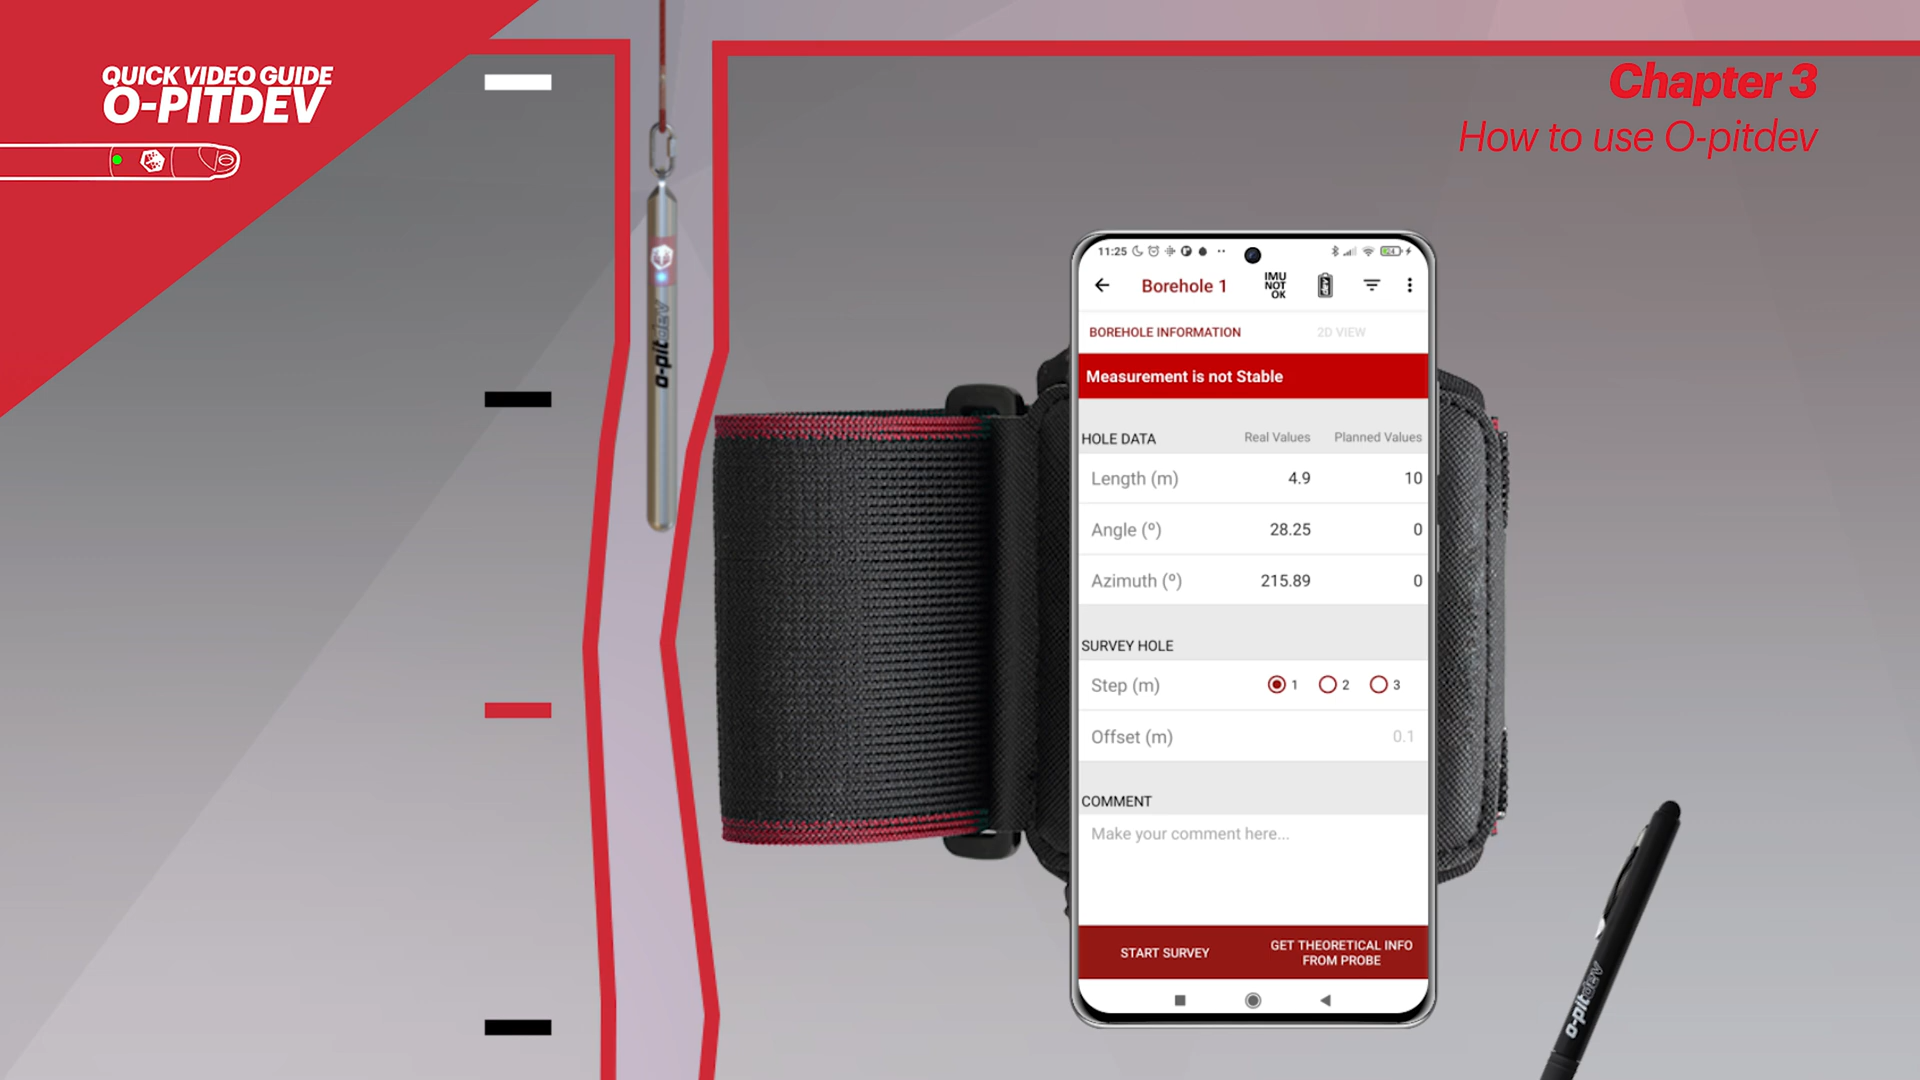 QUICK VIDEO GUIDE
O-PITDEV
Chapter 3
How to use O-pitdev
o-pitdev
11:25
Borehole 1
IMU
NOT
OK
dev
BOREHOLE INFORMATION
2D VIEW
Measurement is not Stable
HOLE DATA Real Values Planned Values
Length (m) 4.9 10
Angle (º) 28.25 0
Azimuth (º) 215.89 0
SURVEY HOLE
Step (m) 1 2 3
Offset (m) 0.1
COMMENT
Make your comment here...
START SURVEY
GET THEORETICAL INFO
FROM PROBE
o-pitdev